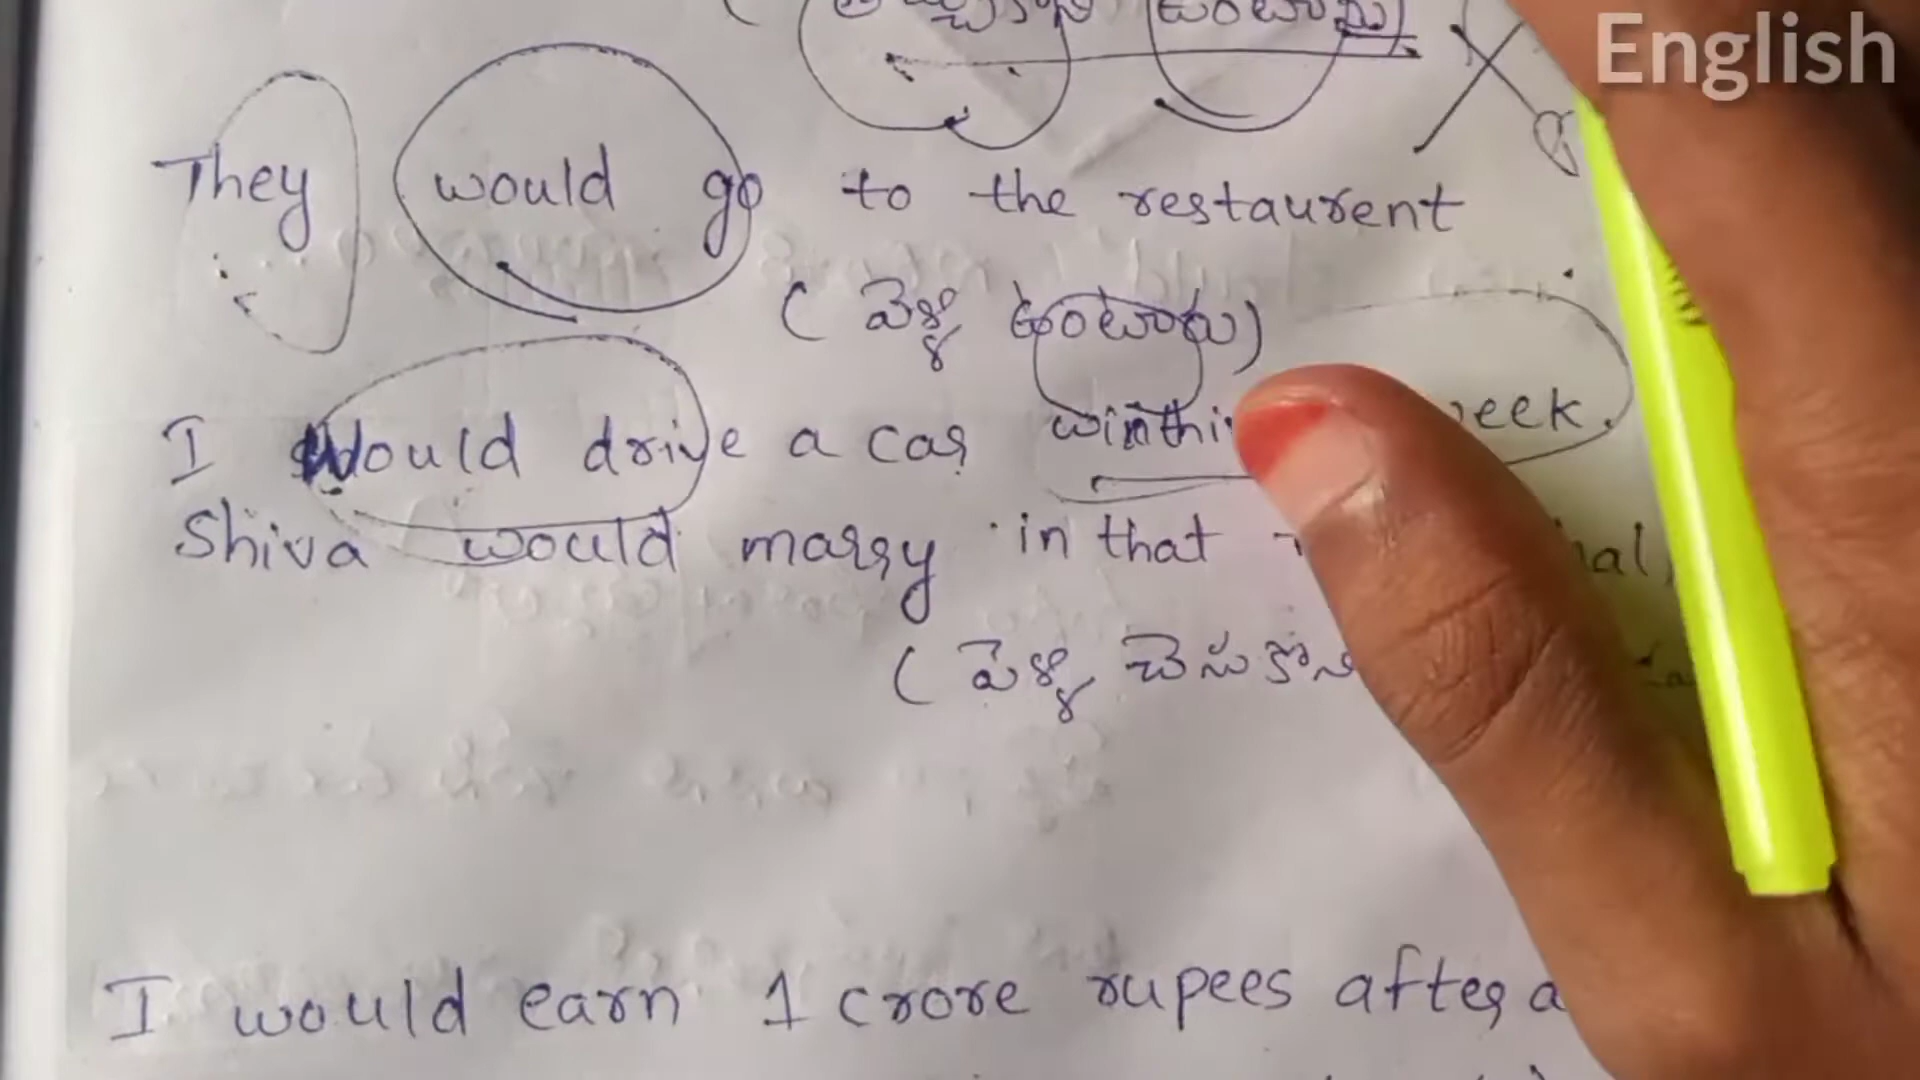 English
ఉంటాము)
They would go to the restaurent
( వెళ్ళి ఉంటారు)
I Would drive a car
Shiva would marry in that
( పెళ్ళి చేసుకొని
I would earn 1 crore rupees after a